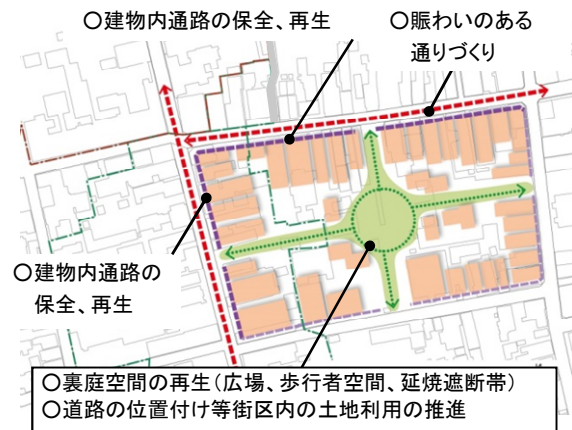 ○建物内通路の保全、再生
○賑わいのある
通りづくり
○建物内通路の
保全、再生
○裏庭空間の再生(広場、歩行者空間、延焼遮断帯)
○道路の位置付け等街区内の土地利用の推進